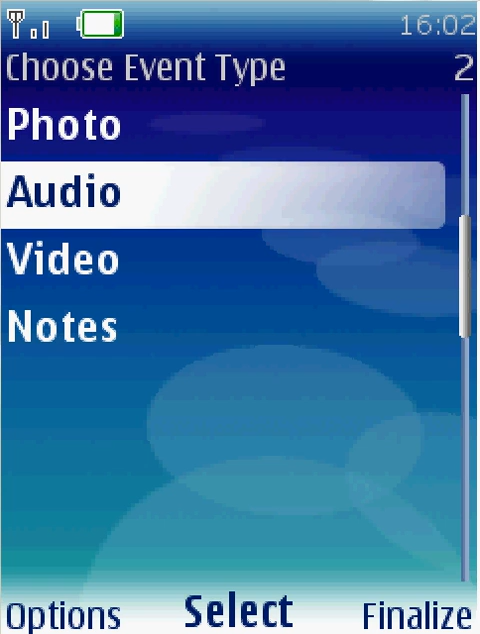 16:02
Choose Event Type 2
Photo
Audio
Video
Notes
Options Select Finalize